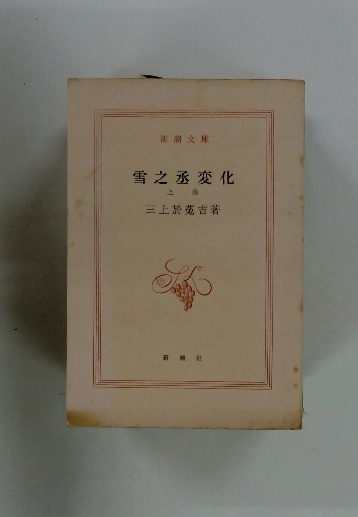 新潮文庫
雪之丞変化
上巻
三上於菟吉著
新潮社